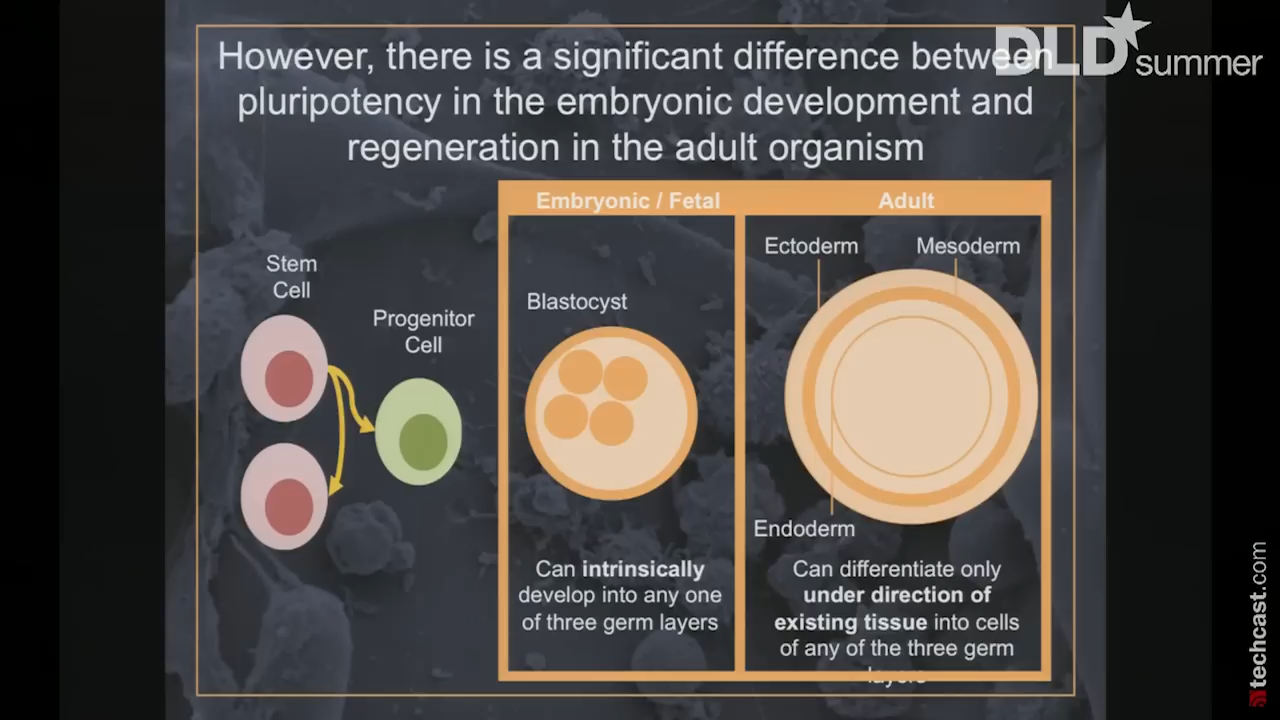 However, there is a significant difference between
pluripotency in the embryonic development and
regeneration in the adult organism
DLD summer
Embryonic / Fetal
Adult
Stem
Cell
Progenitor
Cell
Blastocyst
Ectoderm
Mesoderm
Endoderm
Can intrinsically
develop into any one
of three germ layers
Can differentiate only
under direction of
existing tissue into cells
of any of the three germ
layers
techcast.com